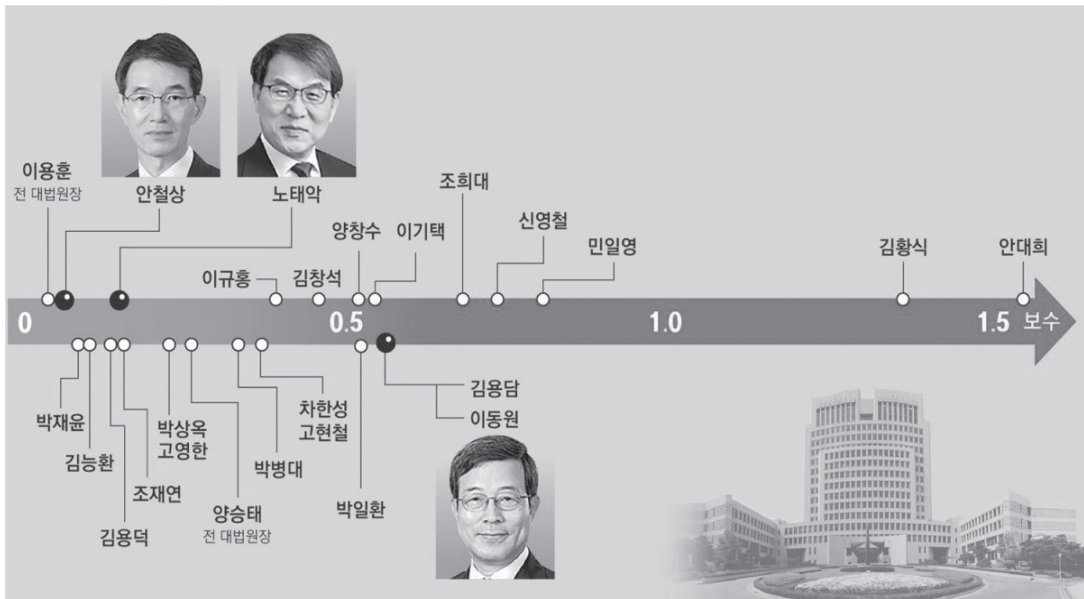 이용훈
전 대법원장
안철상
노태악
이규홍
김창석
양창수
이기택
조희대
신영철
민일영
김황식
안대희
0
0.5
1.0
1.5
보수
박재윤
김능환
김용덕
조재연
박상옥
고영한
양승태
전 대법원장
박병대
차한성
고현철
박일환
김용담
이동원